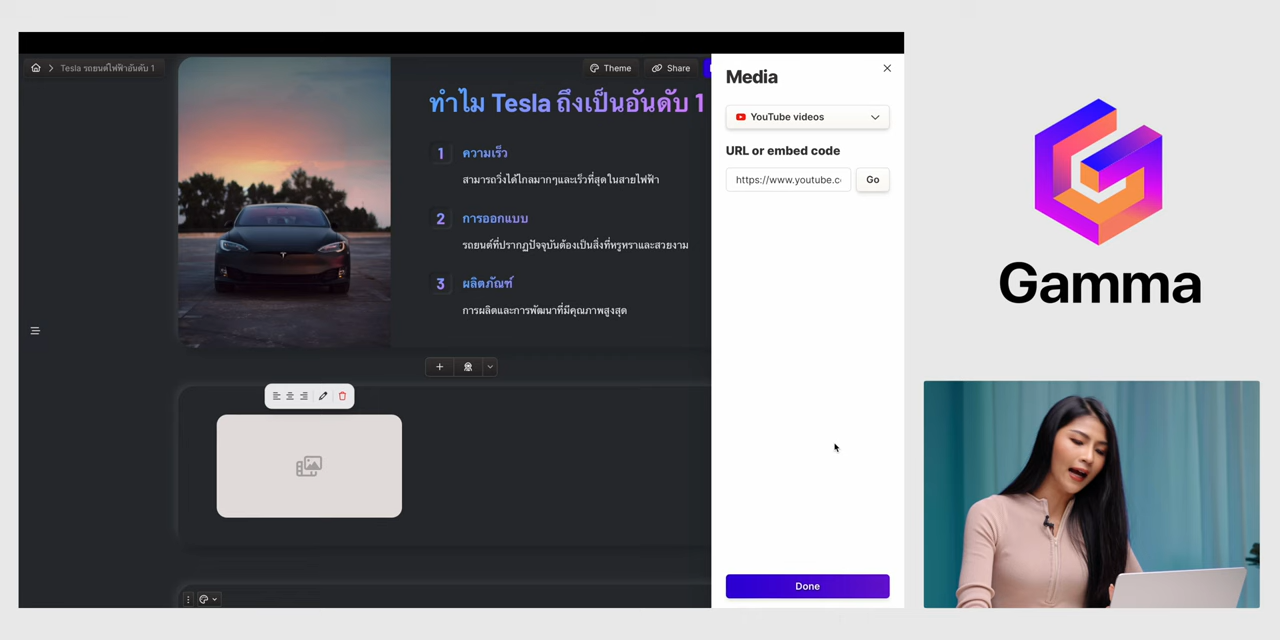 Tesla รถยนต์ไฟฟ้าอันดับ 1
Theme
Share
ทำไม Tesla ถึงเป็นอันดับ 1
1 ความเร็ว
สามารถวิ่งได้ไกลมากๆและเร็วที่สุดในสายไฟฟ้า
2 การออกแบบ
รถยนต์ที่ปรากฏปัจจุบันต้องเป็นสิ่งที่หรูหราและสวยงาม
3 ผลิตภัณฑ์
การผลิตและการพัฒนาที่มีคุณภาพสูงสุด
Media
YouTube videos
URL or embed code
https://www.youtube.c
Go
Done
Gamma